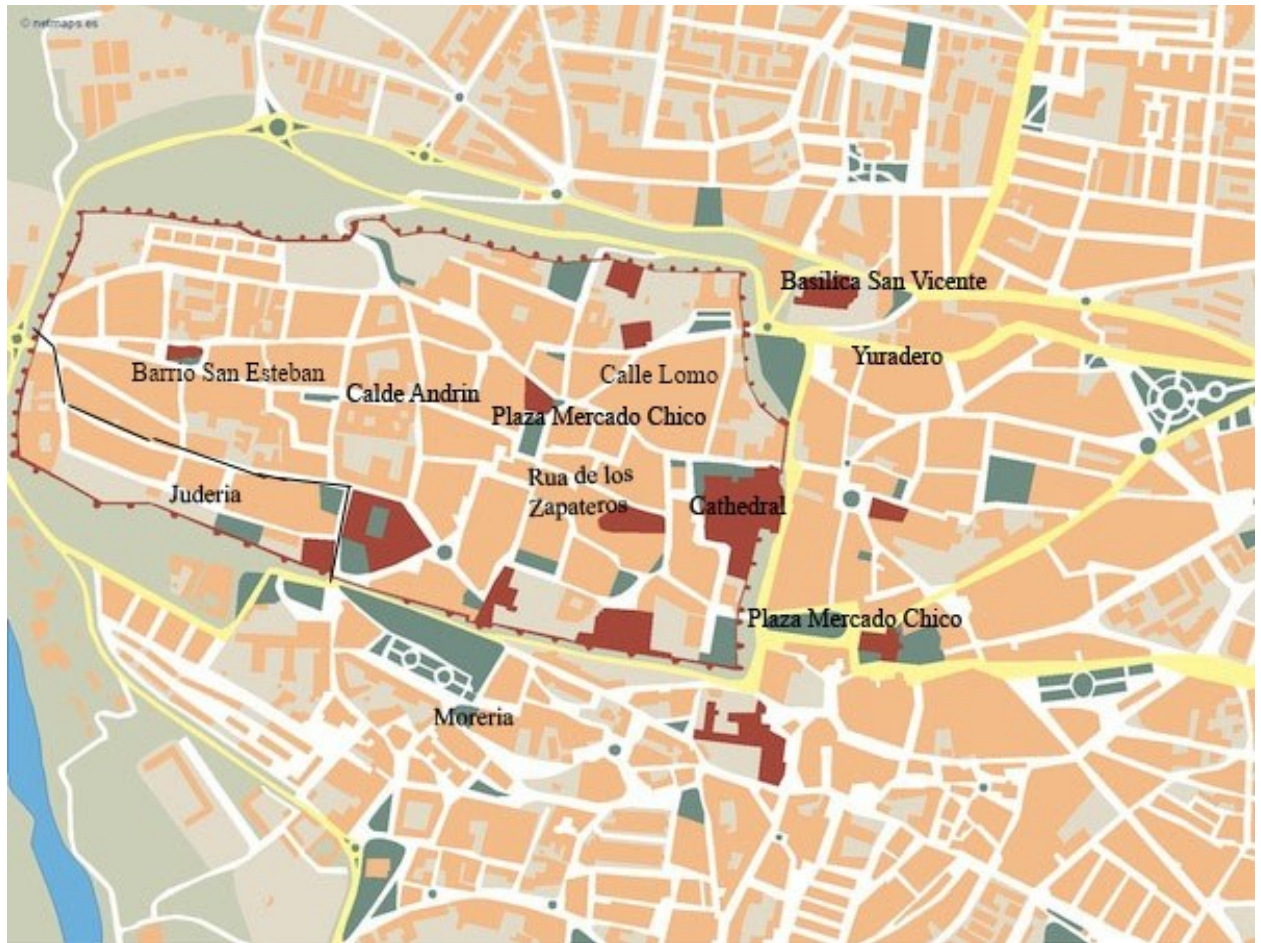 © netmaps.es
Basilica San Vicente
Yuradero
Barrio San Esteban
Calde Andrin
Calle Lomo
Plaza Mercado Chico
Juderia
Rua de los
Zapateros
Cathedral
Plaza Mercado Chico
Moreria